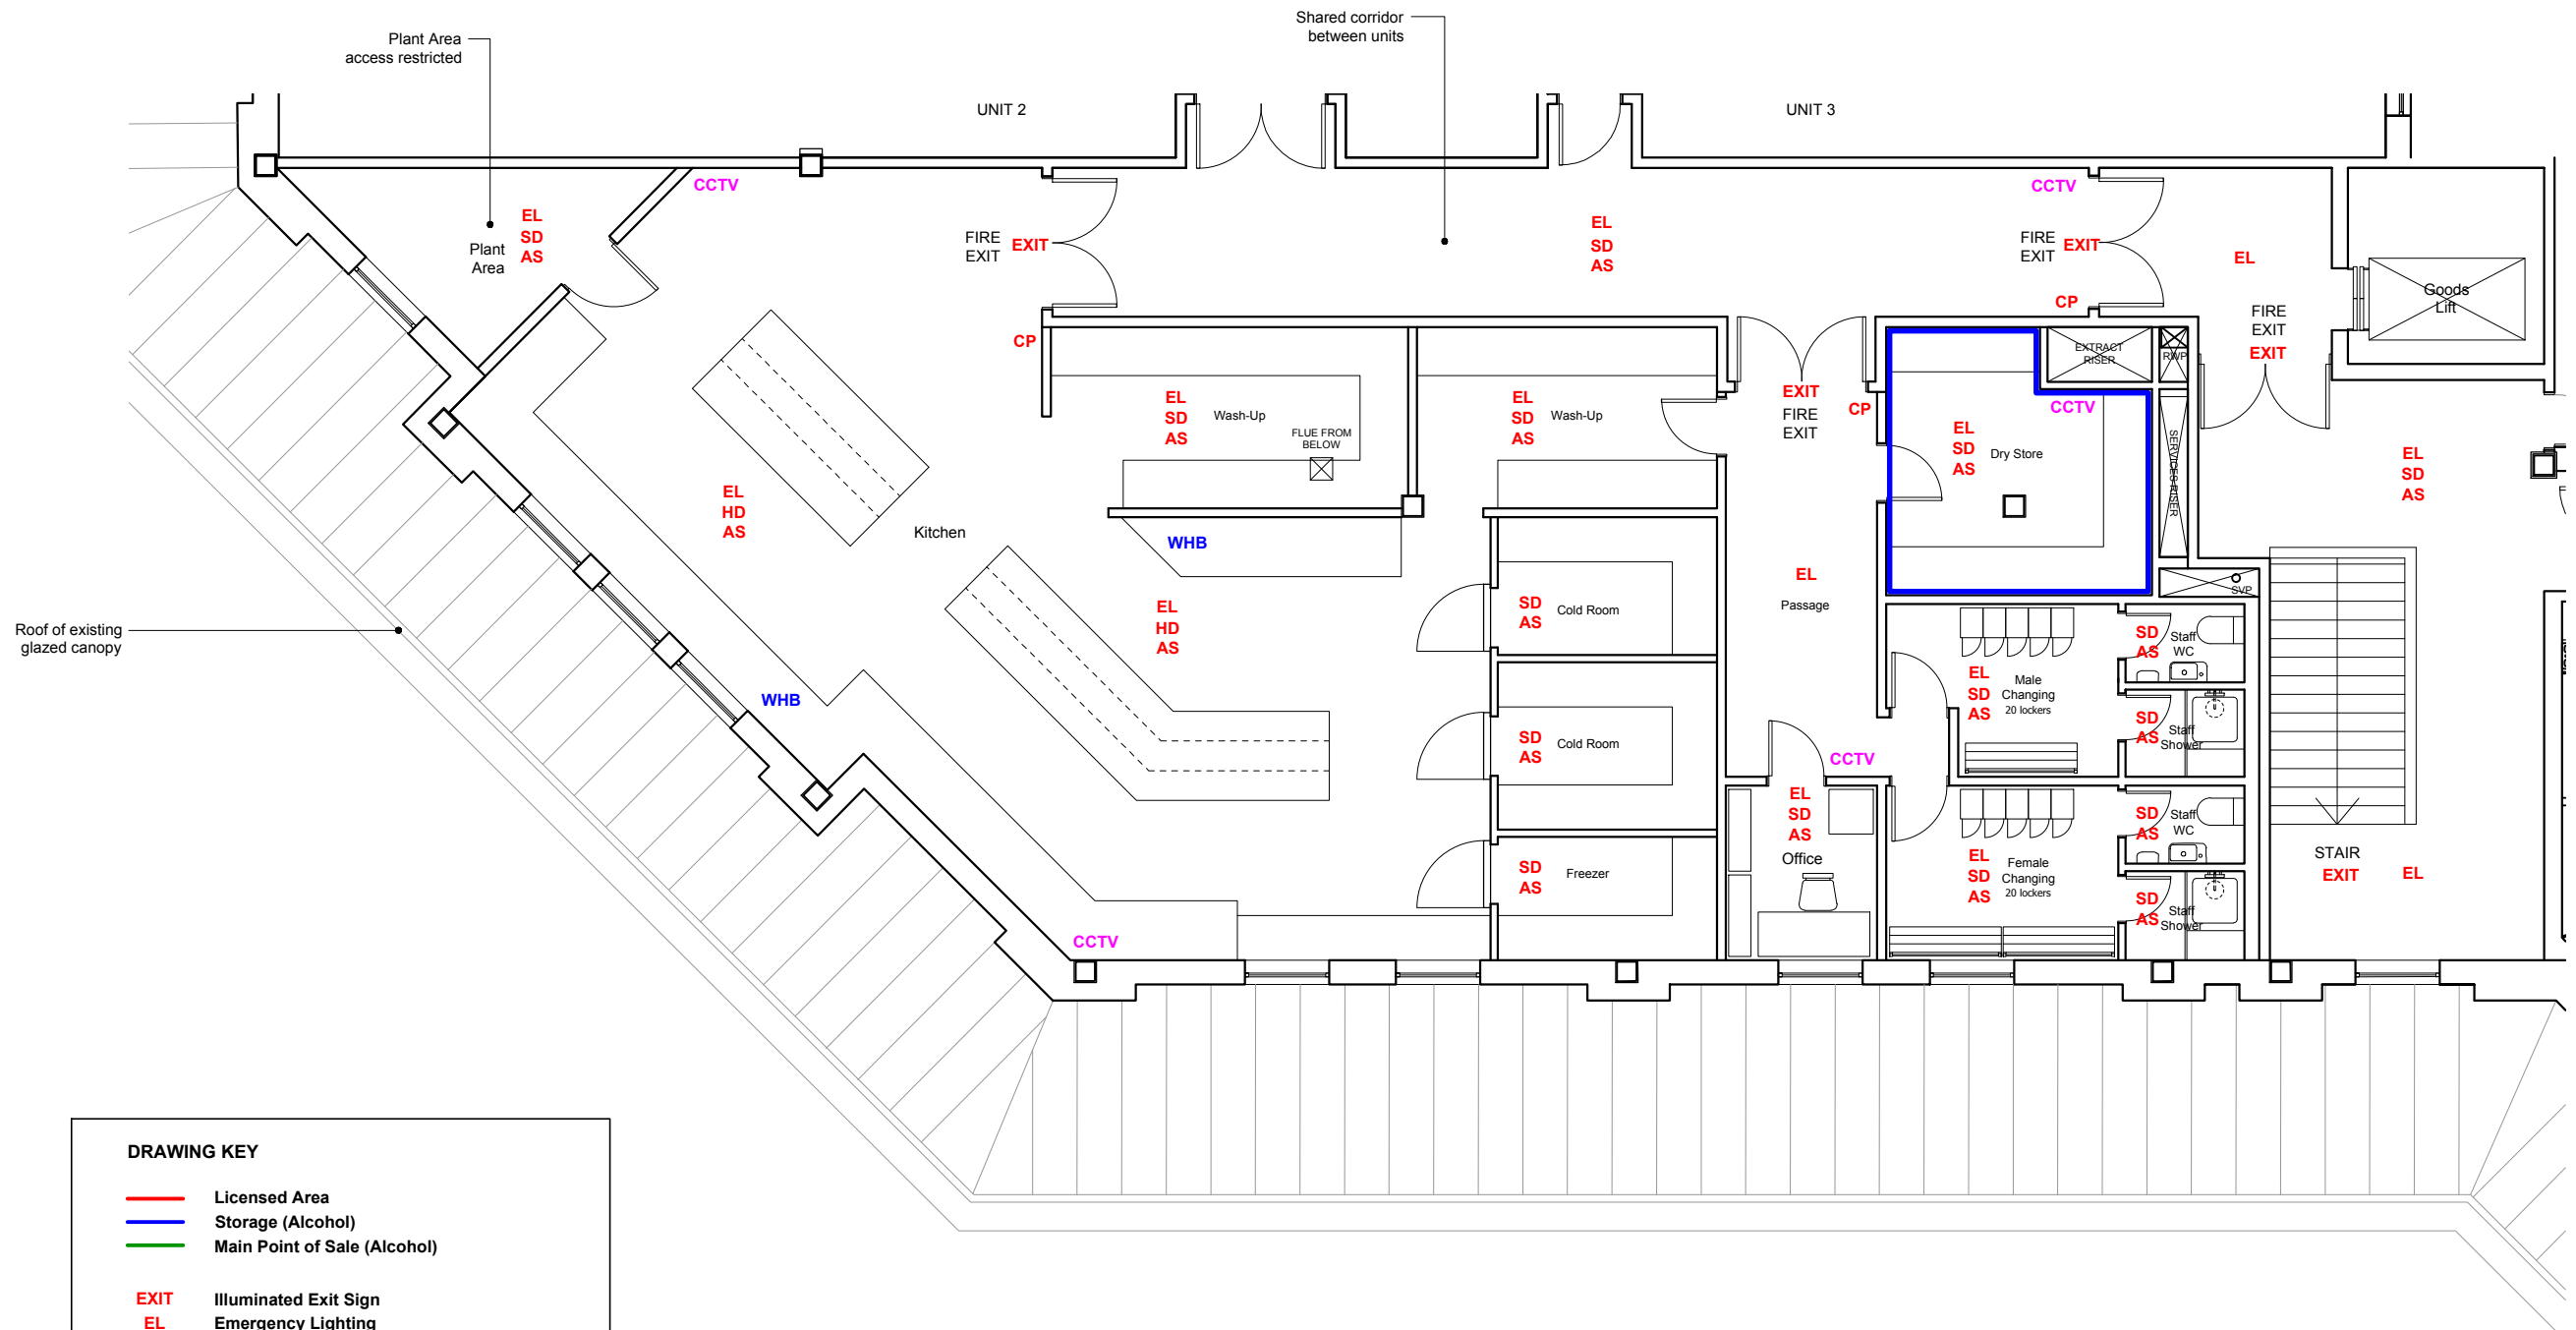 Shared corridor
between units
Plant Area
access restricted
UNIT 2
UNIT 3
CCTV
CCTV
EL
SD
AS
Plant
Area
FIRE
EXIT
EXIT
EL
SD
AS
FIRE
EXIT
EXIT
EL
Goods
Lift
CP
CP
FIRE
EXIT
EXIT
EXTRACT
RISER
RWP
EL
SD
AS
Wash-Up
FLUE FROM
BELOW
EL
SD
AS
Wash-Up
EXIT
FIRE
EXIT
CP
CCTV
EL
SD
AS
Dry Store
SERVICES RISER
EL
SD
AS
EL
HD
AS
Kitchen
WHB
EL
Passage
SVP
EL
HD
AS
SD
AS
Cold Room
Roof of existing
glazed canopy
SD
AS
Staff
WC
EL
SD
AS
Male
Changing
20 lockers
WHB
SD
AS
Staff
Shower
SD
AS
Cold Room
CCTV
EL
SD
AS
Office
SD
AS
Staff
WC
STAIR
EXIT
EL
SD
AS
Freezer
EL
SD
AS
Female
Changing
20 lockers
SD
AS
Staff
Shower
CCTV
DRAWING KEY
Licensed Area
Storage (Alcohol)
Main Point of Sale (Alcohol)
EXIT Illuminated Exit Sign
EL Emergency Lighting